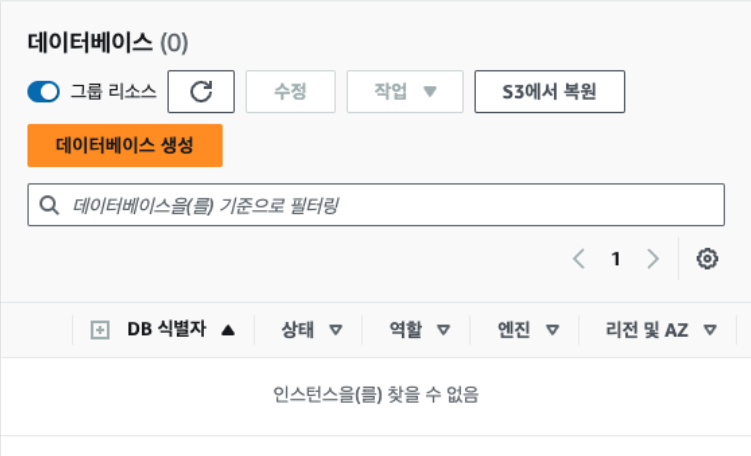 데이터베이스 (0)
그룹 리소스 수정 작업 S3에서 복원
데이터베이스 생성
데이터베이스을(를) 기준으로 필터링
1
DB 식별자 상태 역할 엔진 리전 및 AZ
인스턴스을(를) 찾을 수 없음